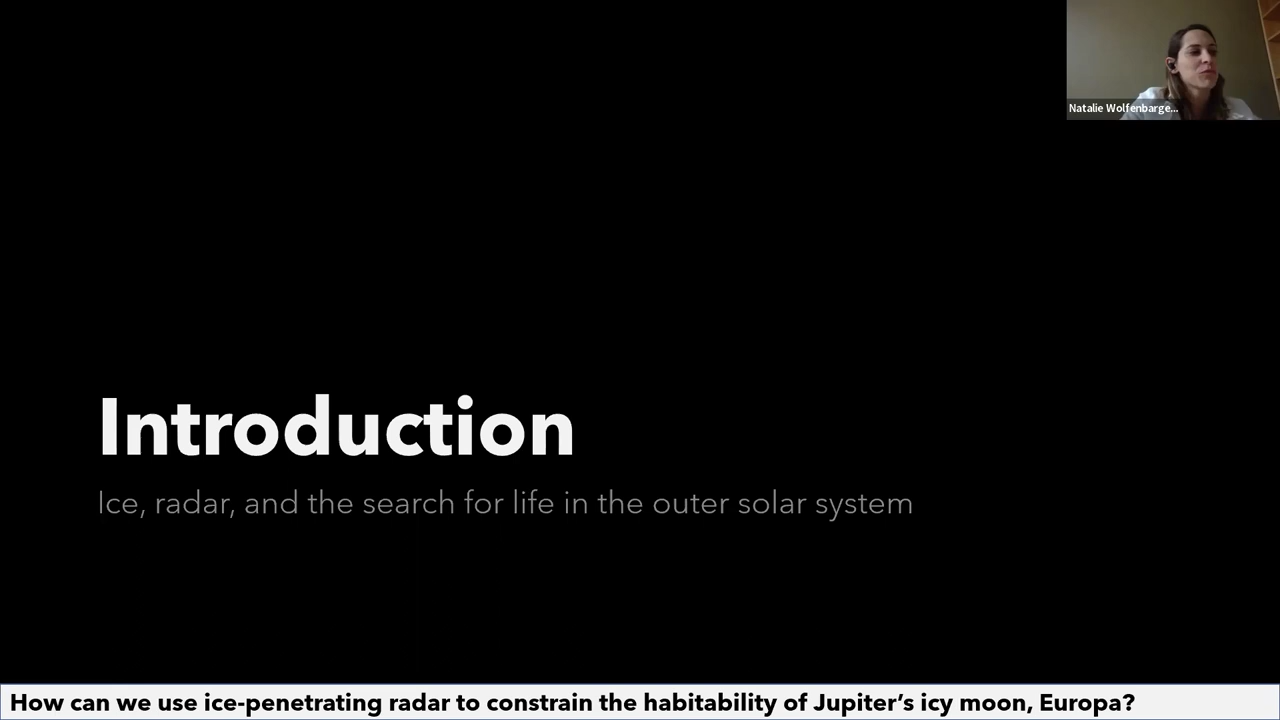 Natalie Wolfenbarge...
Introduction
Ice, radar, and the search for life in the outer solar system
How can we use ice-penetrating radar to constrain the habitability of Jupiter’s icy moon, Europa?